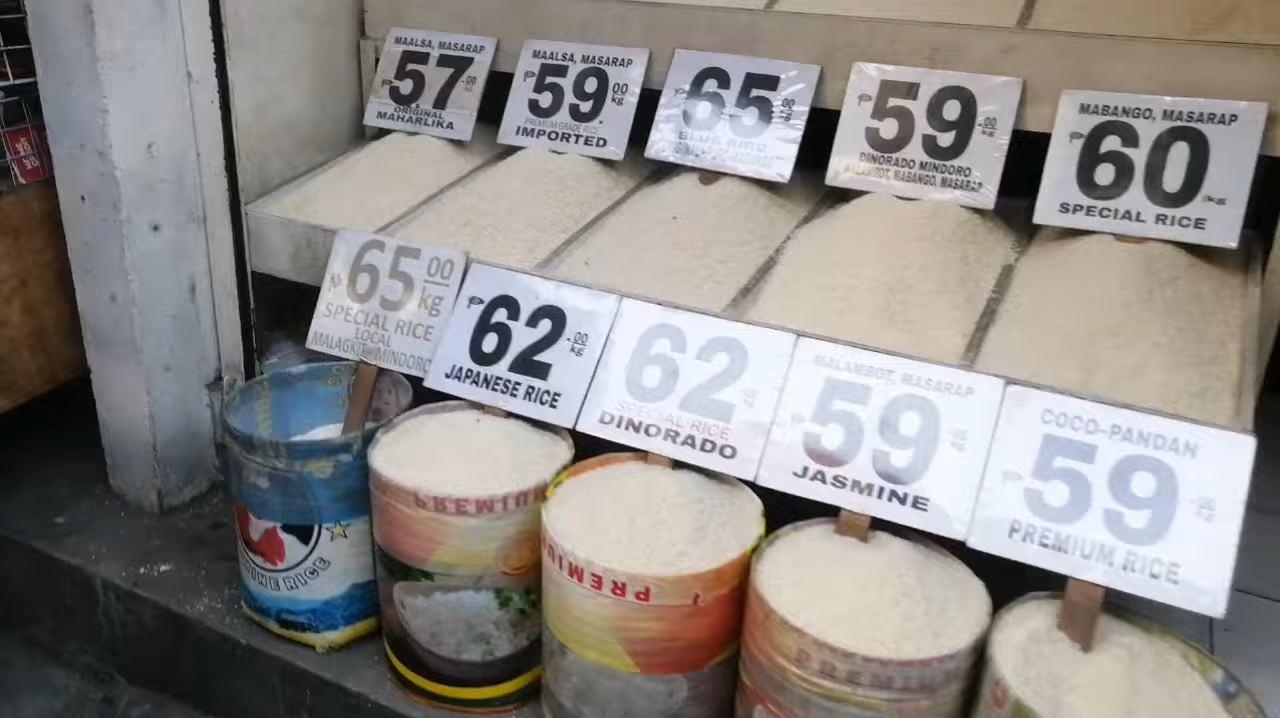 MAALSA, MASARAP
₱57.00
ORIGINAL
MAHARLIKA
MAALSA, MASARAP
₱59.00
kg
PREMIUM GRADE RICE
IMPORTED
₱65.00
kg
BLUE BIRD
₱59.00
kg
DINORADO MINDORO
MALAMBOT, MABANGO, MASARAP
MABANGO, MASARAP
₱60/kg
SPECIAL RICE
₱65 00
kg
SPECIAL RICE
LOCAL
MALAGKIT-MINDORO
₱62.00
kg
JAPANESE RICE
62
SPECIAL RICE
DINORADO
MALAMBOT, MASARAP
₱59
JASMINE
COCO-PANDAN
₱59
PREMIUM RICE
RICE
PREMIUM
PREMIU
PREMIUM